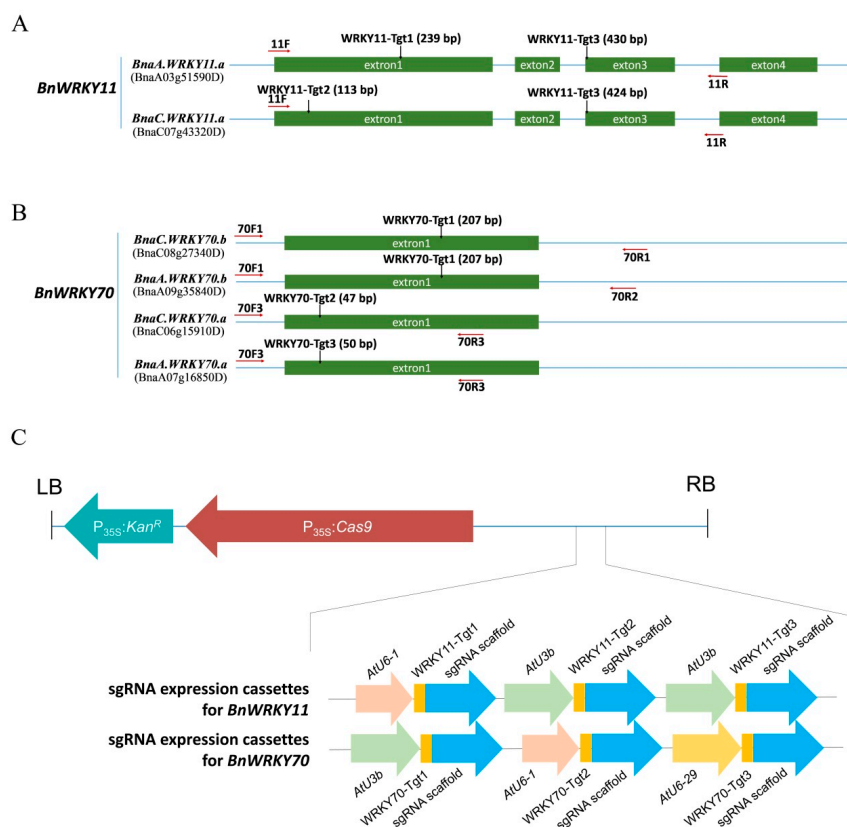 A
11F
WRKY11-Tgt1 (239 bp)
WRKY11-Tgt3 (430 bp)
BnaA.WRKY11.a
(BnaA03g51590D)
extron1
exton2
exton3
exton4
11R
BnWRKY11
11F
WRKY11-Tgt2 (113 bp)
WRKY11-Tgt3 (424 bp)
BnaC.WRKY11.a
(BnaC07g43320D)
extron1
exton2
exton3
exton4
11R
B
BnWRKY70
70F1
WRKY70-Tgt1 (207 bp)
BnaC.WRKY70.b
(BnaC08g27340D)
extron1
70R1
70F1
WRKY70-Tgt1 (207 bp)
BnaA.WRKY70.b
(BnaA09g35840D)
extron1
70R2
70F3
WRKY70-Tgt2 (47 bp)
BnaC.WRKY70.a
(BnaC06g15910D)
extron1
70R3
70F3
WRKY70-Tgt3 (50 bp)
BnaA.WRKY70.a
(BnaA07g16850D)
extron1
70R3
C
LB
RB
P35S:KanR
P35S:Cas9
AtU6-1
WRKY11-Tgt1
sgRNA scaffold
AtU3b
WRKY11-Tgt2
sgRNA scaffold
AtU3b
WRKY11-Tgt3
sgRNA scaffold
sgRNA expression cassettes
for BnWRKY11
sgRNA expression cassettes
for BnWRKY70
AtU3b
WRKY70-Tgt1
sgRNA scaffold
AtU6-1
WRKY70-Tgt2
sgRNA scaffold
AtU6-29
WRKY70-Tgt3
sgRNA scaffold